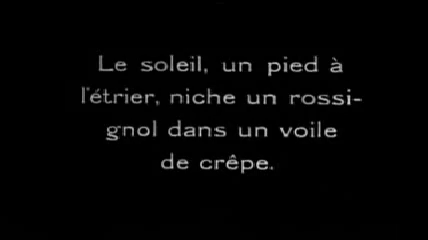 Le soleil, un pied à
l'étrier, niche un rossi-
gnol dans un voile
de crêpe.